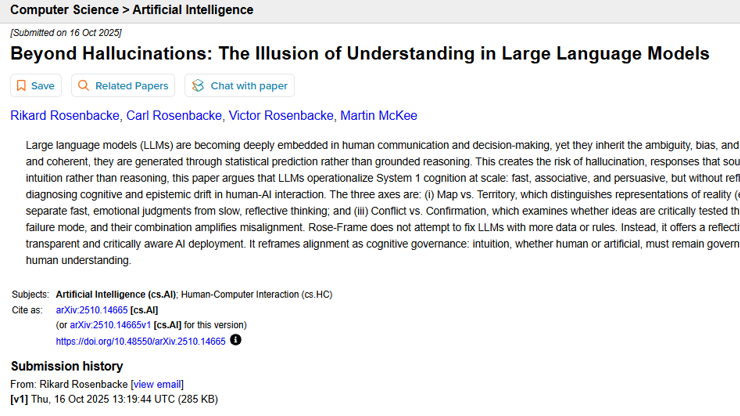 Computer Science > Artificial Intelligence
[Submitted on 16 Oct 2025]
Beyond Hallucinations: The Illusion of Understanding in Large Language Models
Save Related Papers Chat with paper
Rikard Rosenbacke, Carl Rosenbacke, Victor Rosenbacke, Martin McKee
Large language models (LLMs) are becoming deeply embedded in human communication and decision-making, yet they inherit the ambiguity, bias, and
and coherent, they are generated through statistical prediction rather than grounded reasoning. This creates the risk of hallucination, responses that sou
intuition rather than reasoning, this paper argues that LLMs operationalize System 1 cognition at scale: fast, associative, and persuasive, but without refl
diagnosing cognitive and epistemic drift in human-AI interaction. The three axes are: (i) Map vs. Territory, which distinguishes representations of reality (e
separate fast, emotional judgments from slow, reflective thinking; and (iii) Conflict vs. Confirmation, which examines whether ideas are critically tested th
failure mode, and their combination amplifies misalignment. Rose-Frame does not attempt to fix LLMs with more data or rules. Instead, it offers a reflecti
transparent and critically aware AI deployment. It reframes alignment as cognitive governance: intuition, whether human or artificial, must remain govern
human understanding.
Subjects: Artificial Intelligence (cs.AI); Human-Computer Interaction (cs.HC)
Cite as: arXiv:2510.14665 [cs.AI]
(or arXiv:2510.14665v1 [cs.AI] for this version)
https://doi.org/10.48550/arXiv.2510.14665
Submission history
From: Rikard Rosenbacke [view email]
[v1] Thu, 16 Oct 2025 13:19:44 UTC (285 KB)